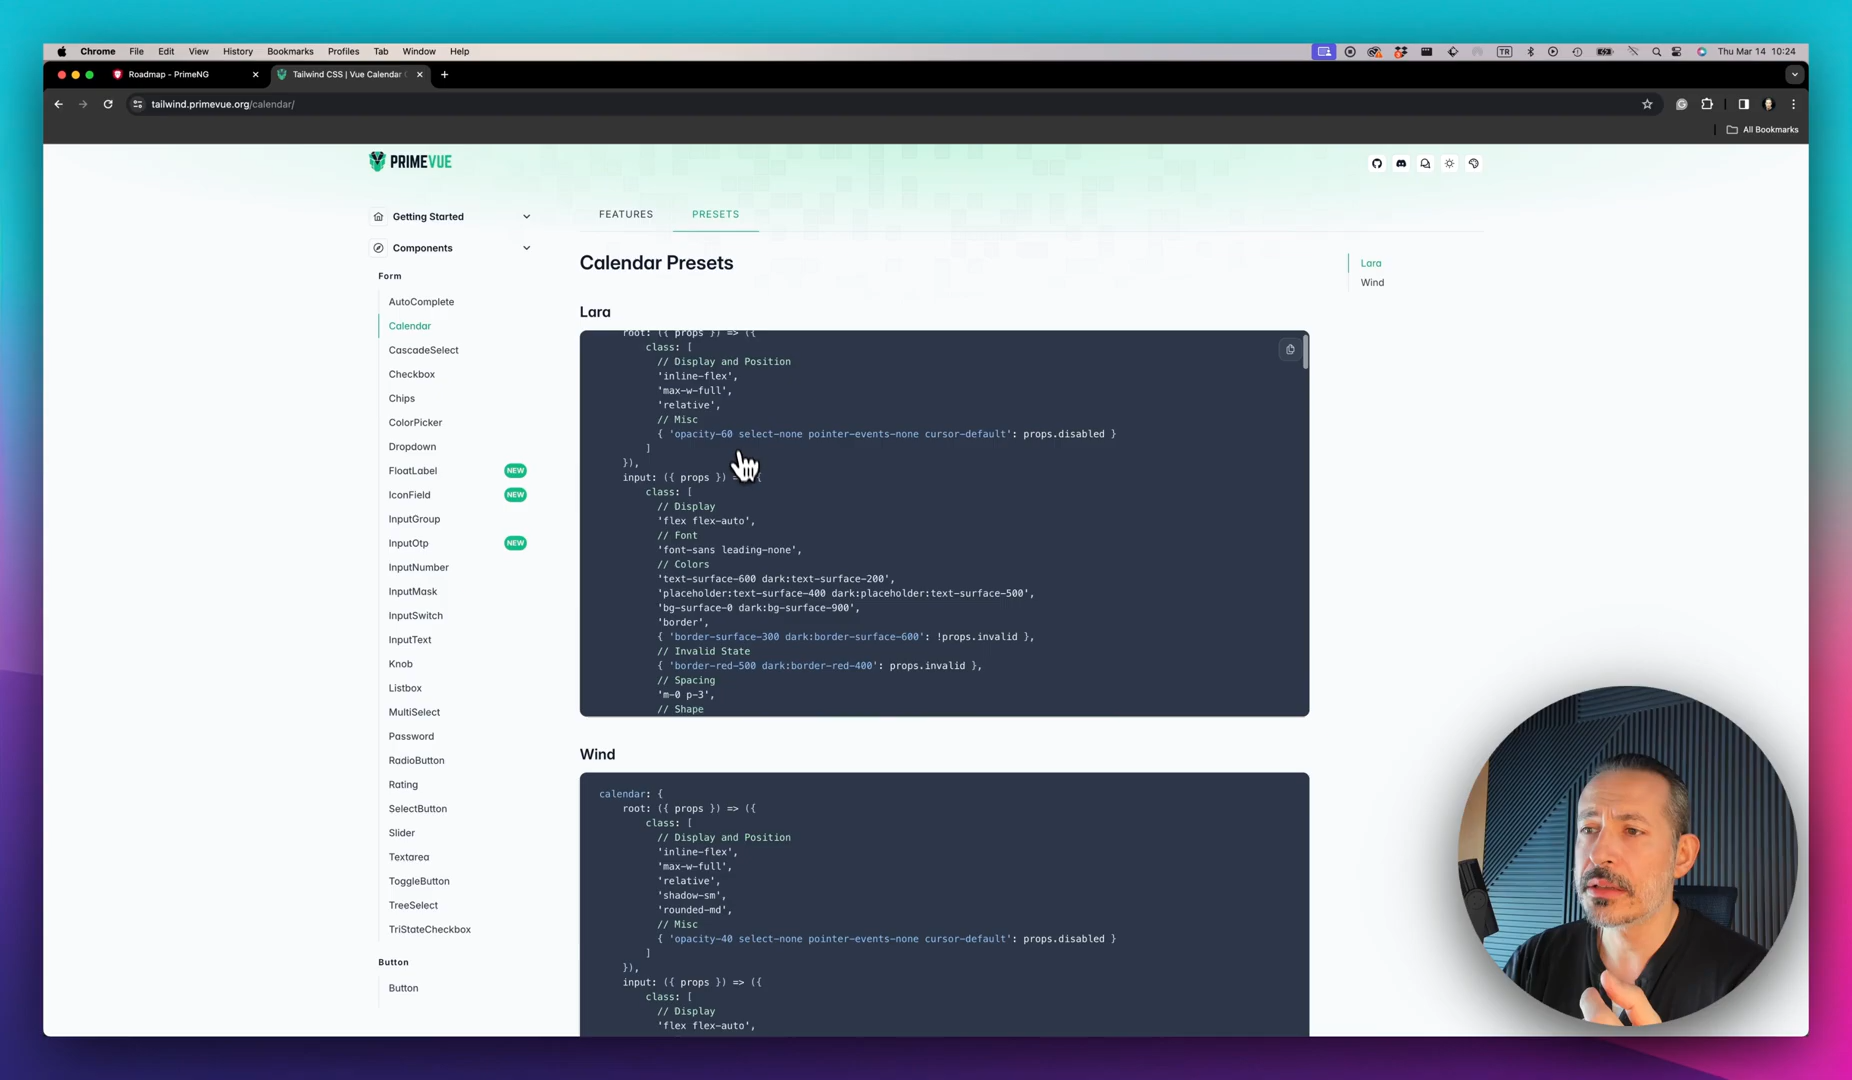 Chrome File Edit View History Bookmarks Profiles Tab Window Help
TR
Thu Mar 14 10:24
Roadmap - PrimeNG
Tailwind CSS | Vue Calendar
tailwind.primevue.org/calendar/
All Bookmarks
PRIMEVUE
Getting Started
Components
Form
AutoComplete
Calendar
CascadeSelect
Checkbox
Chips
ColorPicker
Dropdown
FloatLabel NEW
IconField NEW
InputGroup
InputOtp NEW
InputNumber
InputMask
InputSwitch
InputText
Knob
Listbox
MultiSelect
Password
RadioButton
Rating
SelectButton
Slider
Textarea
ToggleButton
TreeSelect
TriStateCheckbox
Button
Button
FEATURES PRESETS
Calendar Presets
Lara
root: ({ props }) => ({
class: [
// Display and Position
'inline-flex',
'max-w-full',
'relative',
// Misc
{ 'opacity-60 select-none pointer-events-none cursor-default': props.disabled }
]
}),
input: ({ props }) => ({
class: [
// Display
'flex flex-auto',
// Font
'font-sans leading-none',
// Colors
'text-surface-600 dark:text-surface-200',
'placeholder:text-surface-400 dark:placeholder:text-surface-500',
'bg-surface-0 dark:bg-surface-900',
'border',
{ 'border-surface-300 dark:border-surface-600': !props.invalid },
// Invalid State
{ 'border-red-500 dark:border-red-400': props.invalid },
// Spacing
'm-0 p-3',
// Shape
Wind
calendar: {
root: ({ props }) => ({
class: [
// Display and Position
'inline-flex',
'max-w-full',
'relative',
'shadow-sm',
'rounded-md',
// Misc
{ 'opacity-40 select-none pointer-events-none cursor-default': props.disabled }
]
}),
input: ({ props }) => ({
class: [
// Display
'flex flex-auto',
Lara
Wind